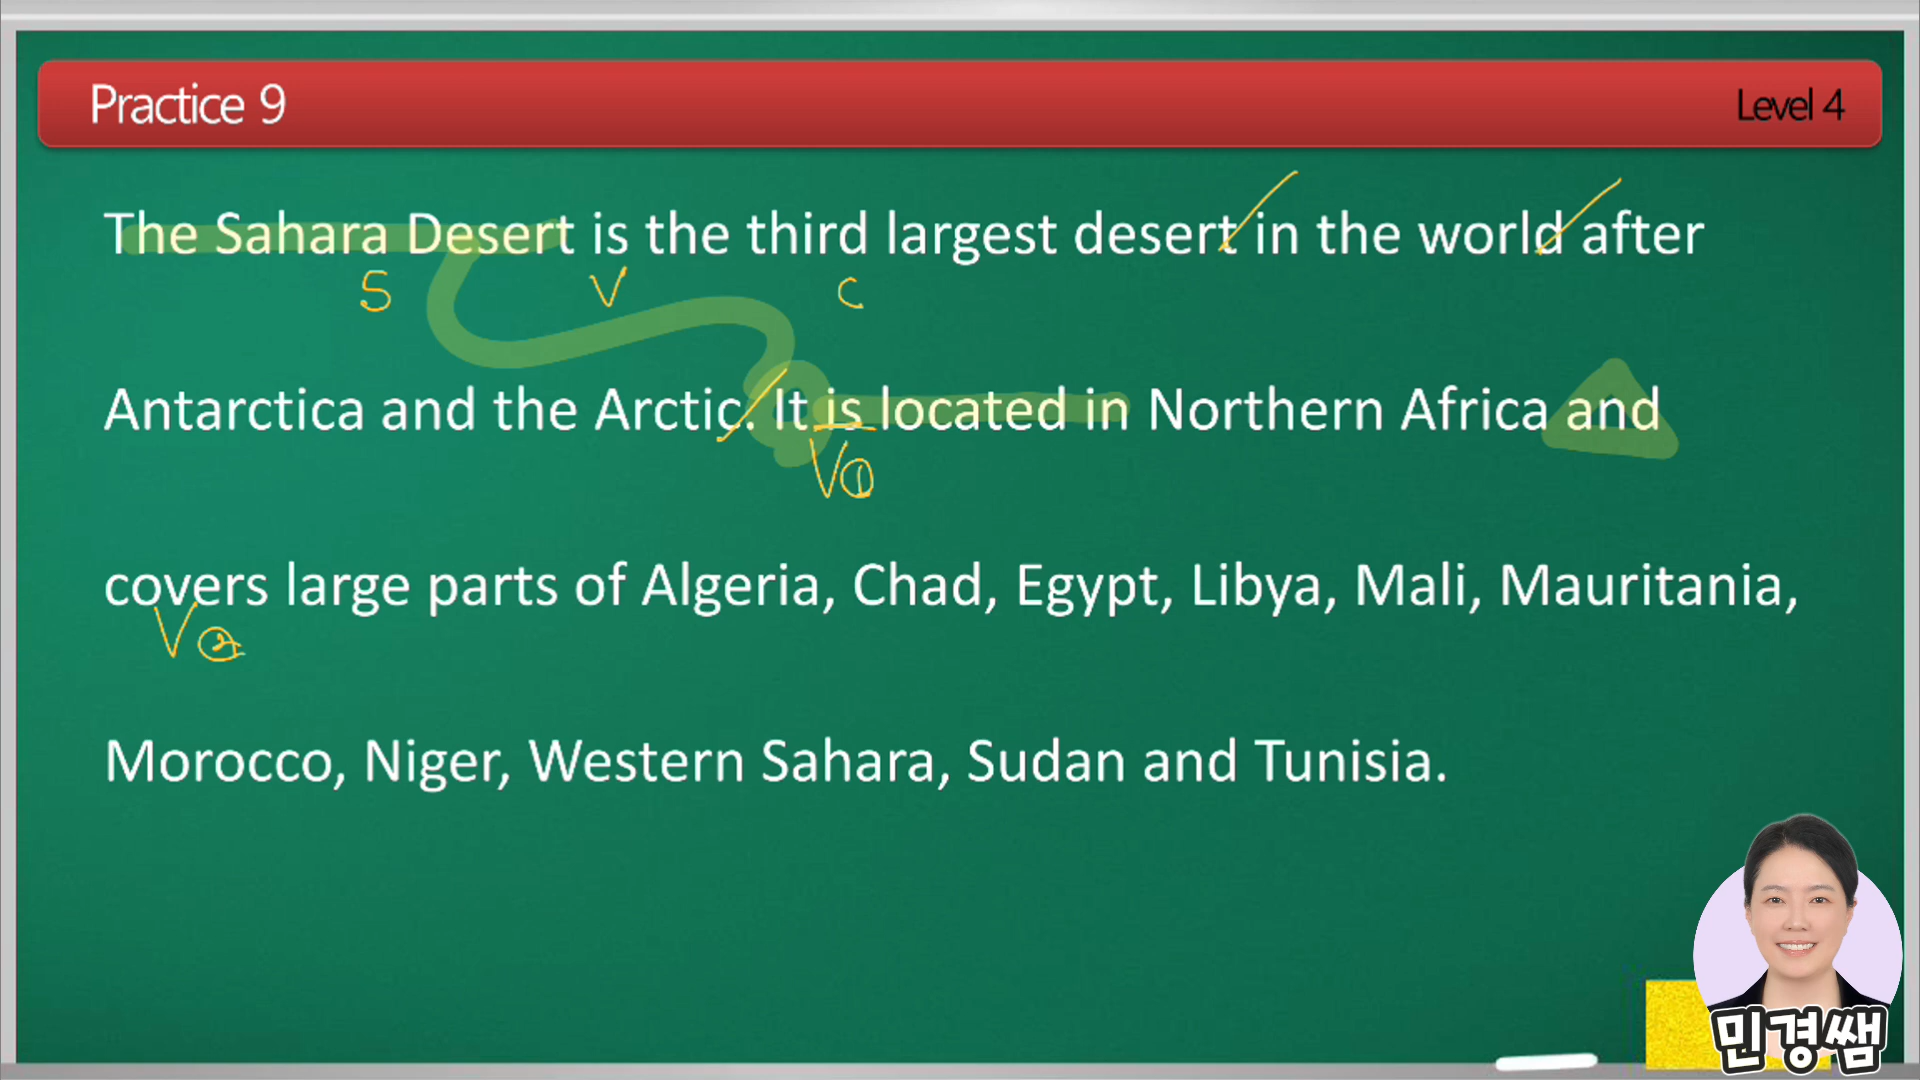 Practice 9
Level 4
The Sahara Desert is the third largest desert in the world after
S V C
Antarctica and the Arctic. It is located in Northern Africa and
V①
covers large parts of Algeria, Chad, Egypt, Libya, Mali, Mauritania,
V②
Morocco, Niger, Western Sahara, Sudan and Tunisia.
민경쌤